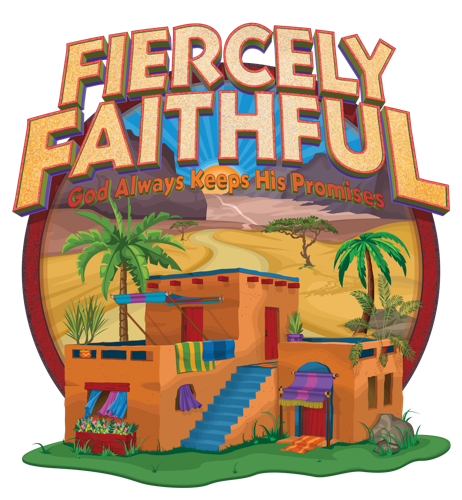 FIERCELY
FAITHFUL
God Always Keeps His Promises